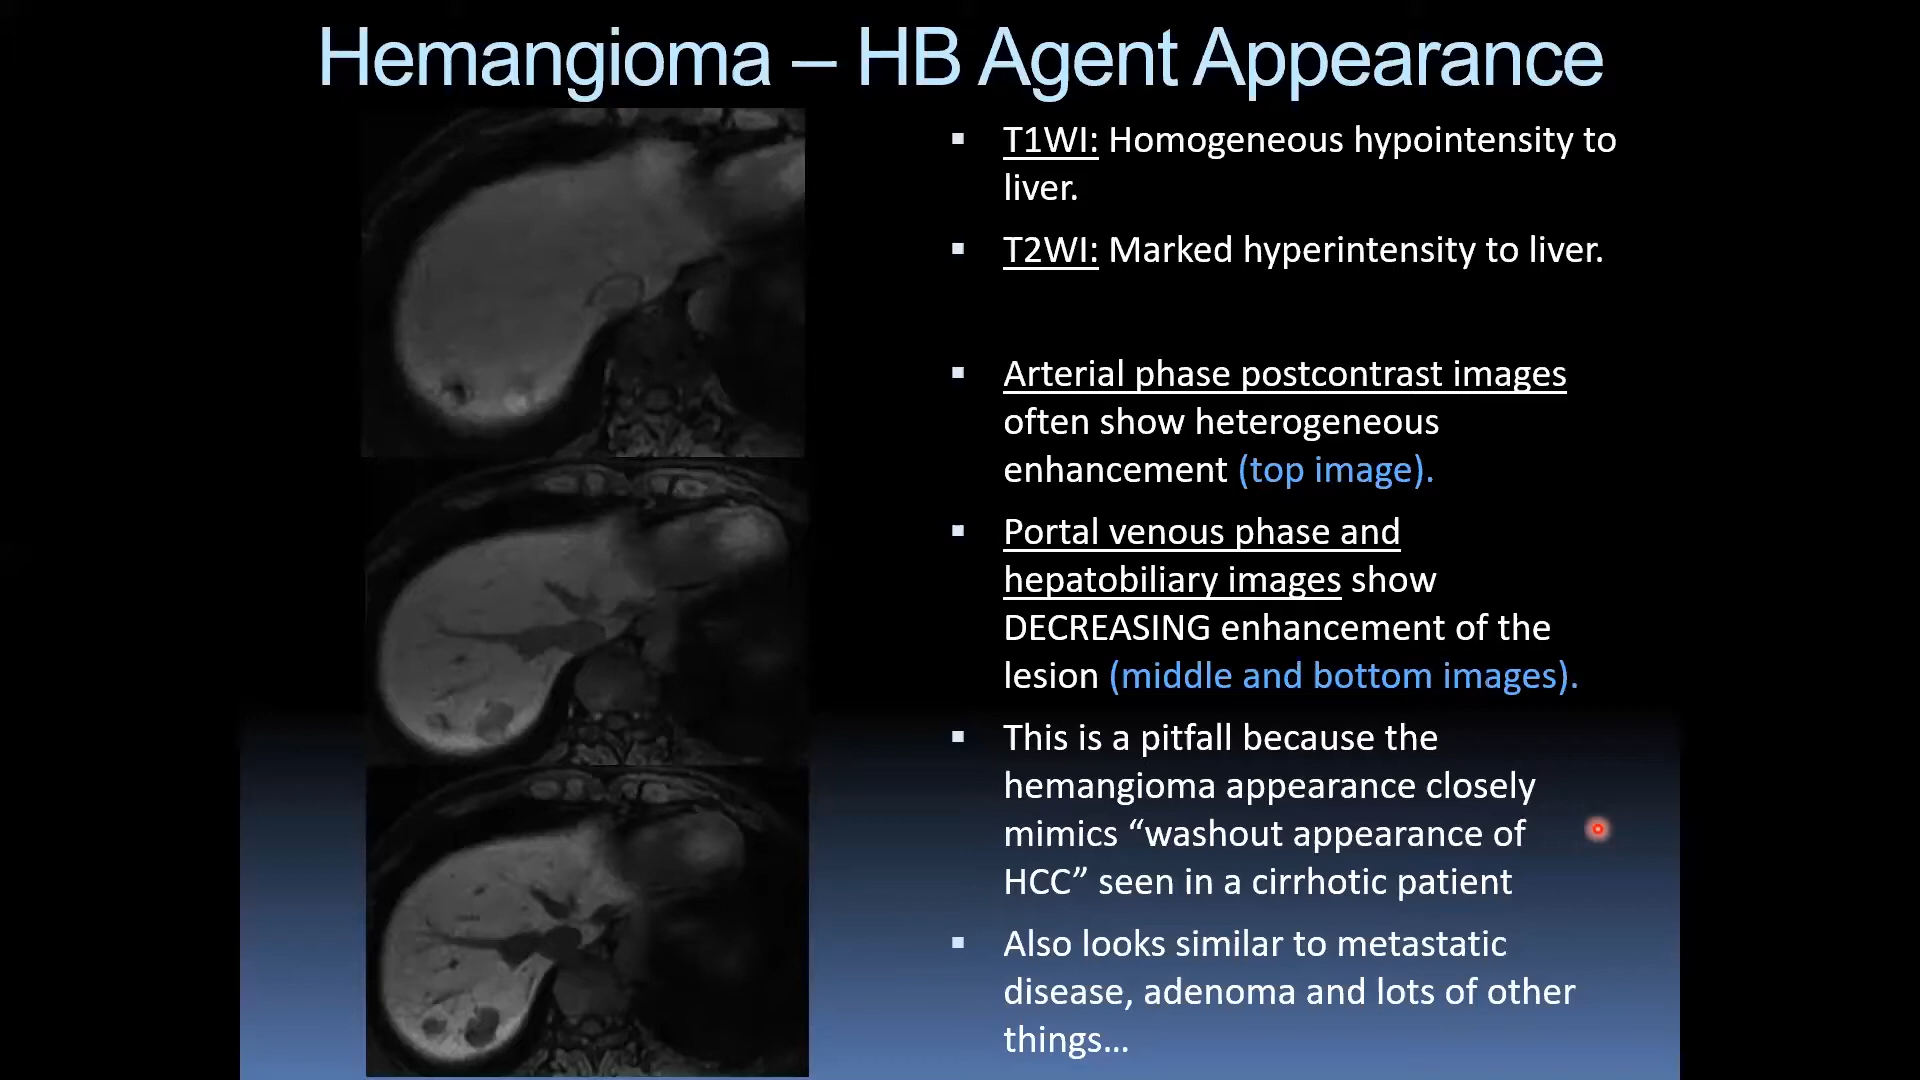 Hemangioma – HB Agent Appearance
▪ T1WI: Homogeneous hypointensity to
liver.
▪ T2WI: Marked hyperintensity to liver.
▪ Arterial phase postcontrast images
often show heterogeneous
enhancement (top image).
▪ Portal venous phase and
hepatobiliary images show
DECREASING enhancement of the
lesion (middle and bottom images).
▪ This is a pitfall because the
hemangioma appearance closely
mimics “washout appearance of
HCC” seen in a cirrhotic patient
▪ Also looks similar to metastatic
disease, adenoma and lots of other
things…